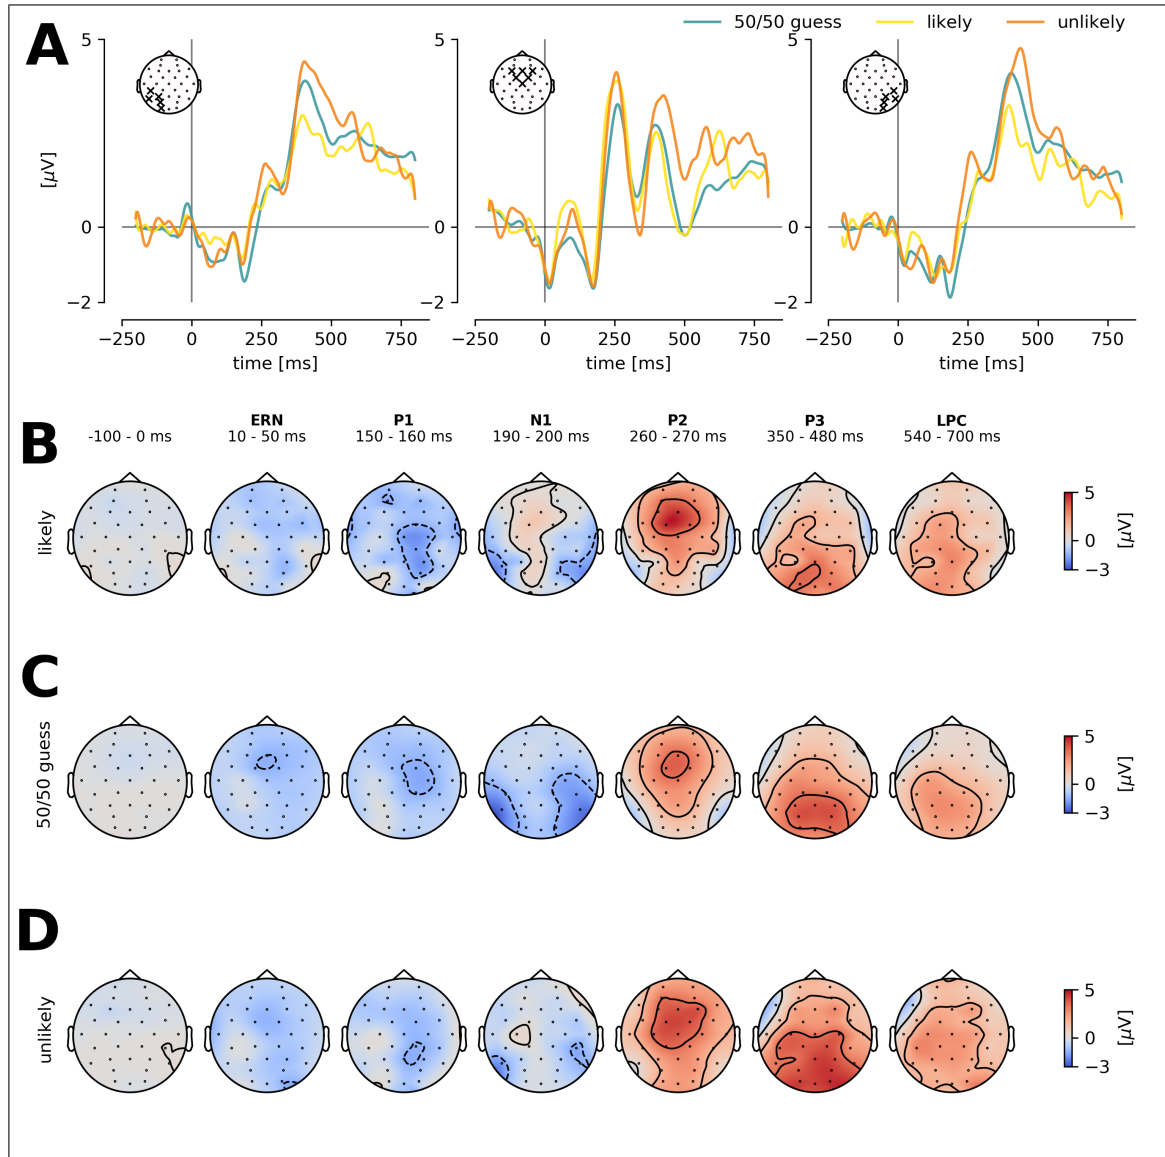 A
50/50 guess likely unlikely
5 5 5
[μV]
0 0 0
−2 −2 −2
−250 0 250 500 750 −250 0 250 500 750 −250 0 250 500 750
time [ms] time [ms] time [ms]
B
ERN P1 N1 P2 P3 LPC
-100 - 0 ms 10 - 50 ms 150 - 160 ms 190 - 200 ms 260 - 270 ms 350 - 480 ms 540 - 700 ms
likely
5
0
−3
[μV]
C
50/50 guess
5
0
−3
[μV]
D
unlikely
5
0
−3
[μV]